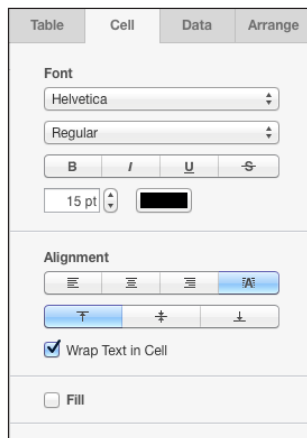 Table Cell Data Arrange
Font
Helvetica
Regular
B I U S
15 pt
Alignment
A
Wrap Text in Cell
Fill